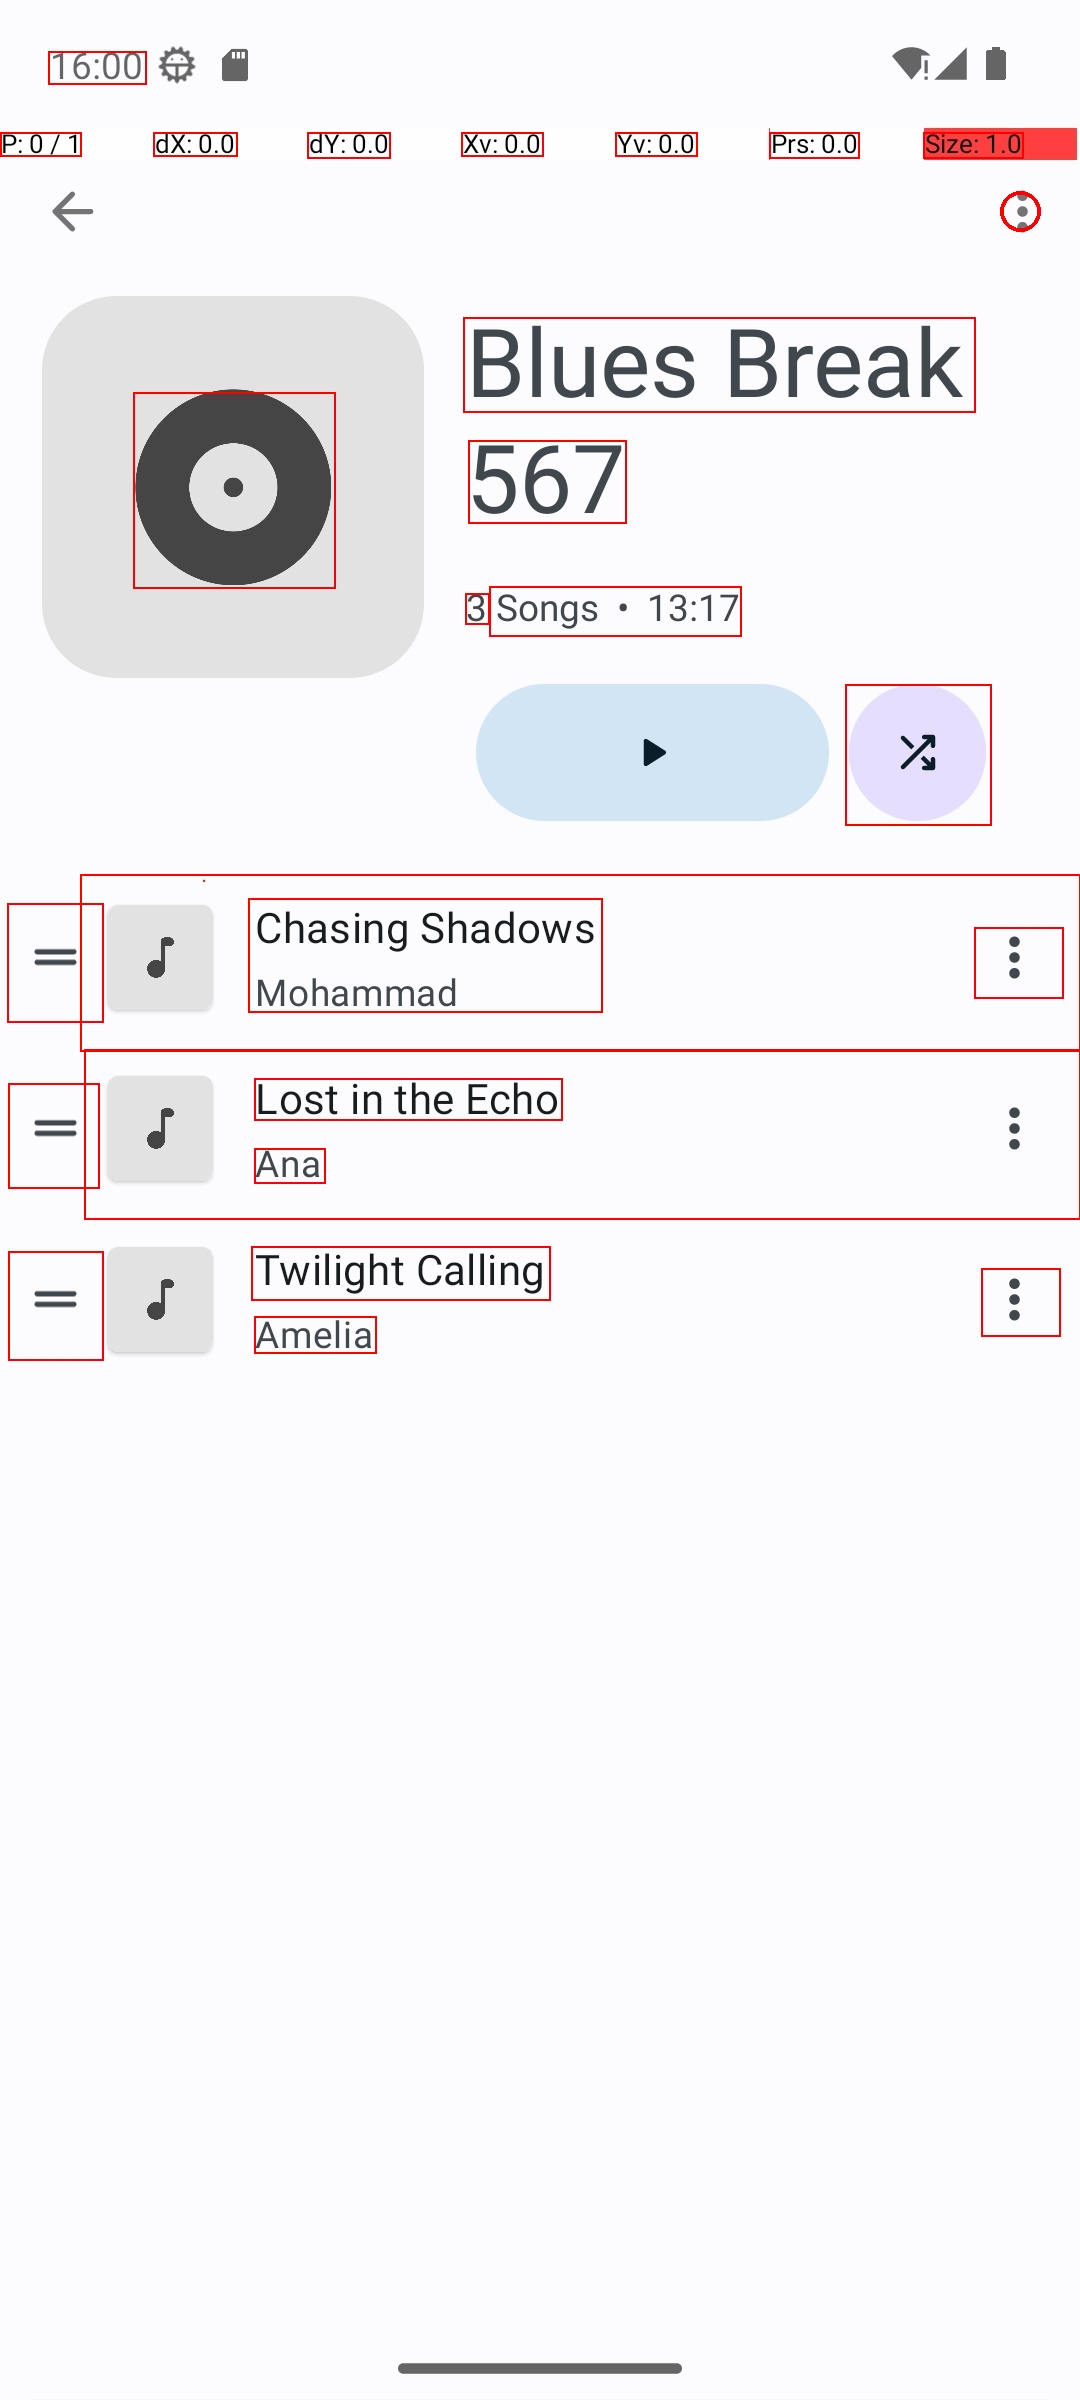 16:00
P: 0 / 1 dX: 0.0 dY: 0.0 Xv: 0.0 Yv: 0.0 Prs: 0.0 Size: 1.0
Blues Break
567
3 Songs • 13:17
Chasing Shadows
Mohammad
Lost in the Echo
Ana
Twilight Calling
Amelia